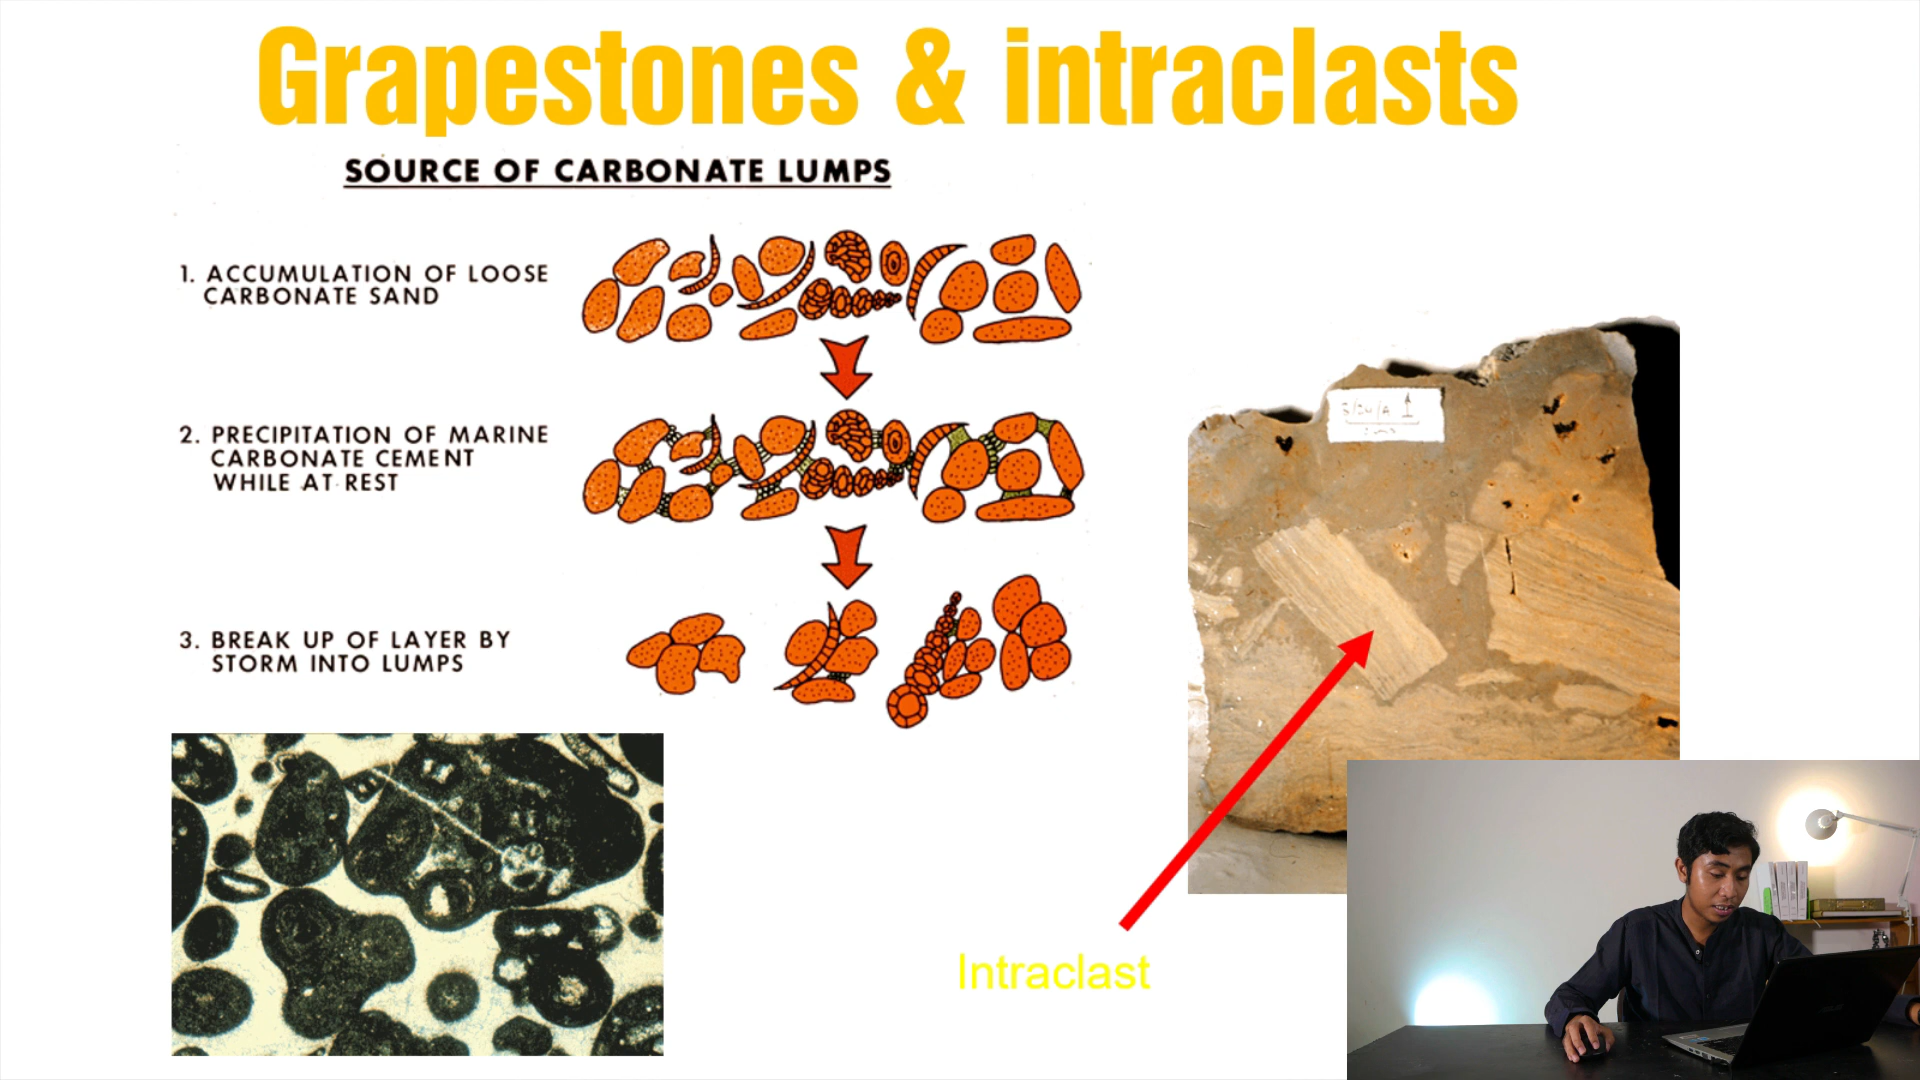 Grapestones & intraclasts
SOURCE OF CARBONATE LUMPS
1. ACCUMULATION OF LOOSE
CARBONATE SAND
2. PRECIPITATION OF MARINE
CARBONATE CEMENT
WHILE AT REST
3. BREAK UP OF LAYER BY
STORM INTO LUMPS
Intraclast